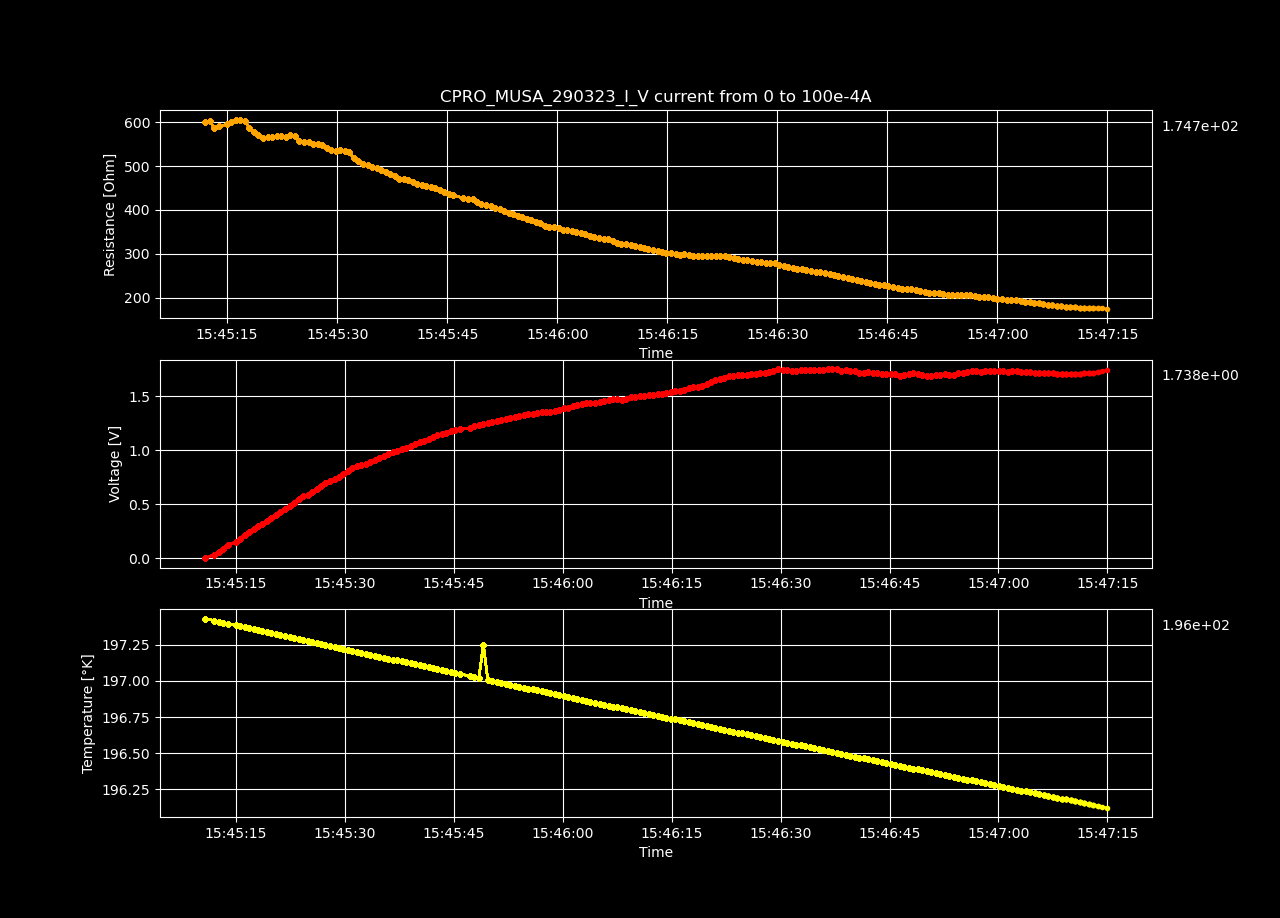 CPRO_MUSA_290323_I_V current from 0 to 100e-4A
1.747e+02
Resistance [Ohm]
600
500
400
300
200
15:45:15 15:45:30 15:45:45 15:46:00 15:46:15 15:46:30 15:46:45 15:47:00 15:47:15
Time
1.738e+00
Voltage [V]
1.5
1.0
0.5
0.0
15:45:15 15:45:30 15:45:45 15:46:00 15:46:15 15:46:30 15:46:45 15:47:00 15:47:15
Time
1.96e+02
Temperature [°K]
197.25
197.00
196.75
196.50
196.25
15:45:15 15:45:30 15:45:45 15:46:00 15:46:15 15:46:30 15:46:45 15:47:00 15:47:15
Time